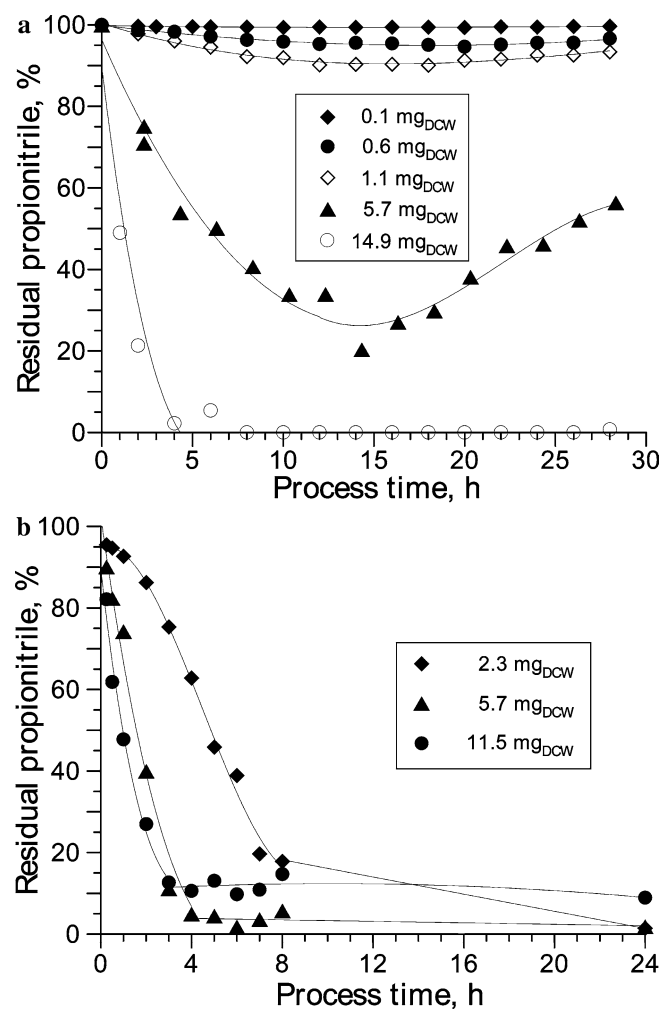 a
Residual propionitrile, %
100
80
60
40
20
0
0.1 mgDCW
0.6 mgDCW
1.1 mgDCW
5.7 mgDCW
14.9 mgDCW
0 5 10 15 20 25 30
Process time, h
b
Residual propionitrile, %
100
80
60
40
20
0
2.3 mgDCW
5.7 mgDCW
11.5 mgDCW
0 4 8 12 16 20 24
Process time, h